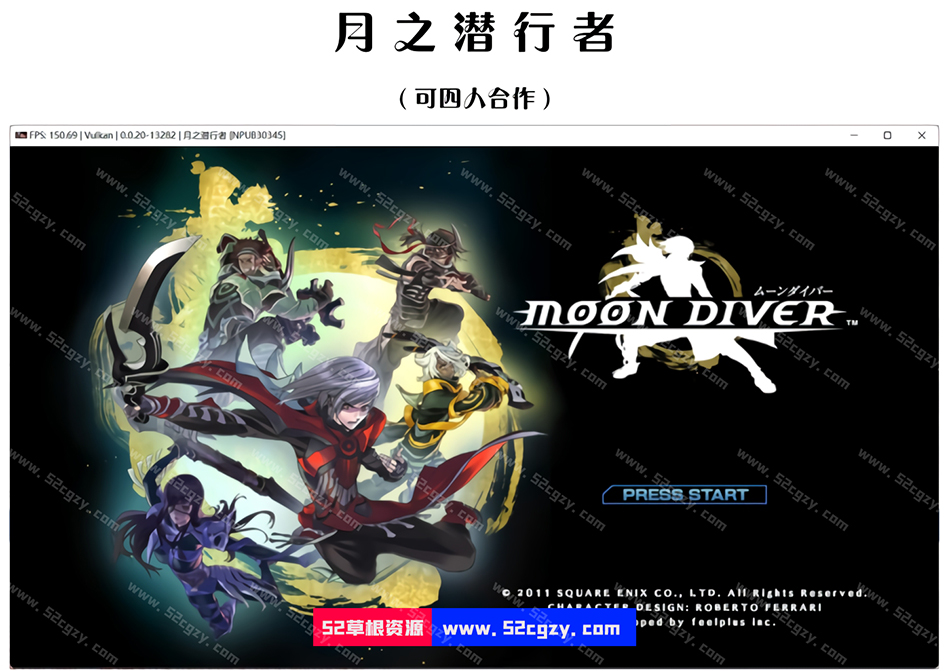 月之潜行者
（可四人合作）
FPS: 150.69 | Vulkan | 0.0.20-13282 | 月之潜行者 [NPUB30345]
www.52cgzy.com
ムーンダイバー
MOON DIVER™
PRESS START
© 2011 SQUARE ENIX CO., LTD. All Rights Reserved.
CHARACTER DESIGN: ROBERTO FERRARI
oped by feelplus inc.
52草根资源 www.52cgzy.com